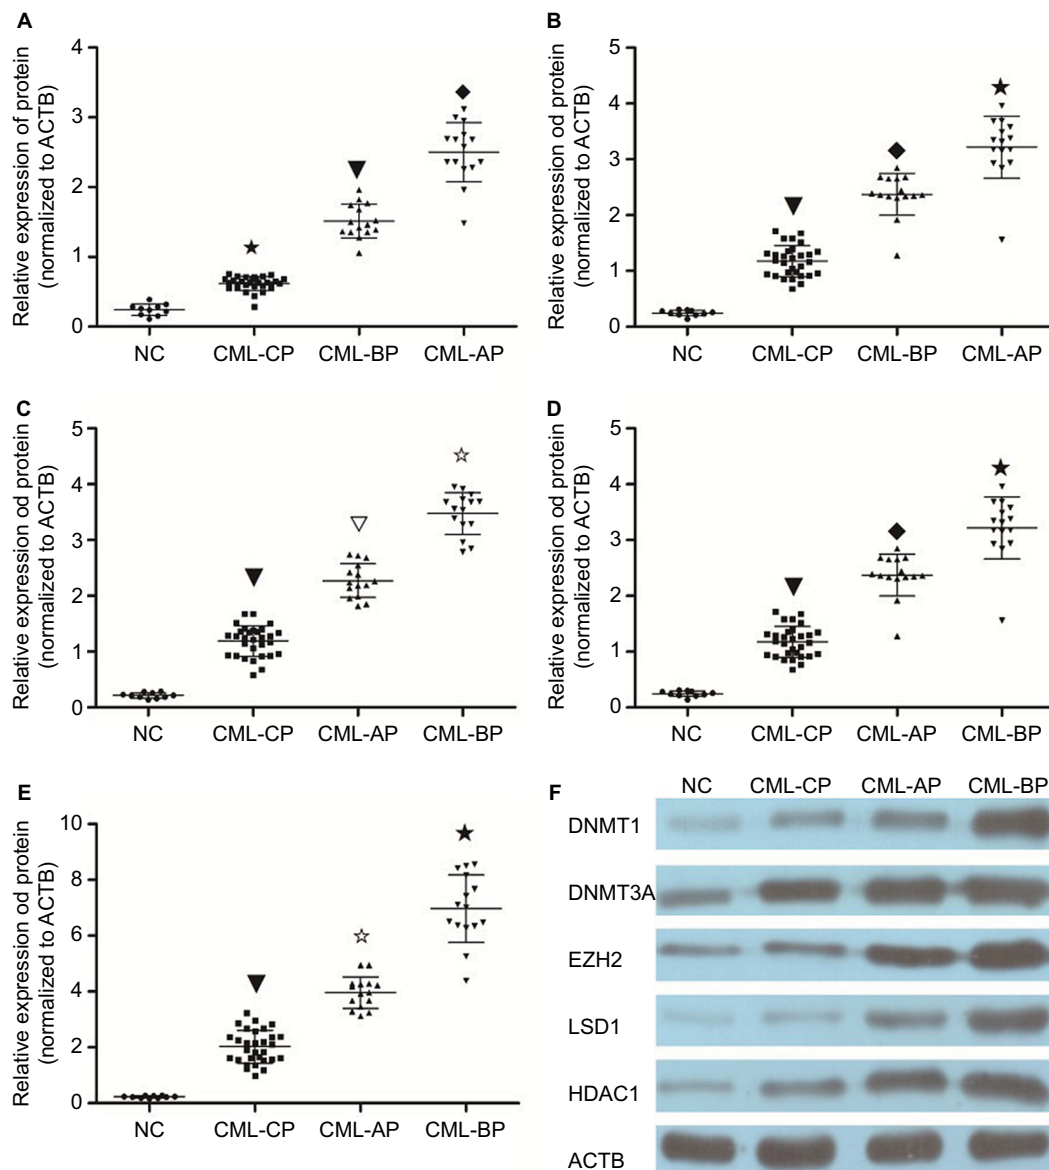 A
Relative expression of protein
(normalized to ACTB)
4
3
2
1
0
NC CML-CP CML-BP CML-AP
B
Relative expression od protein
(normalized to ACTB)
5
4
3
2
1
0
NC CML-CP CML-BP CML-AP
C
Relative expression od protein
(normalized to ACTB)
5
4
3
2
1
0
NC CML-CP CML-AP CML-BP
D
Relative expression od protein
(normalized to ACTB)
5
4
3
2
1
0
NC CML-CP CML-AP CML-BP
E
Relative expression od protein
(normalized to ACTB)
10
8
6
4
2
0
NC CML-CP CML-AP CML-BP
F
NC CML-CP CML-AP CML-BP
DNMT1
DNMT3A
EZH2
LSD1
HDAC1
ACTB